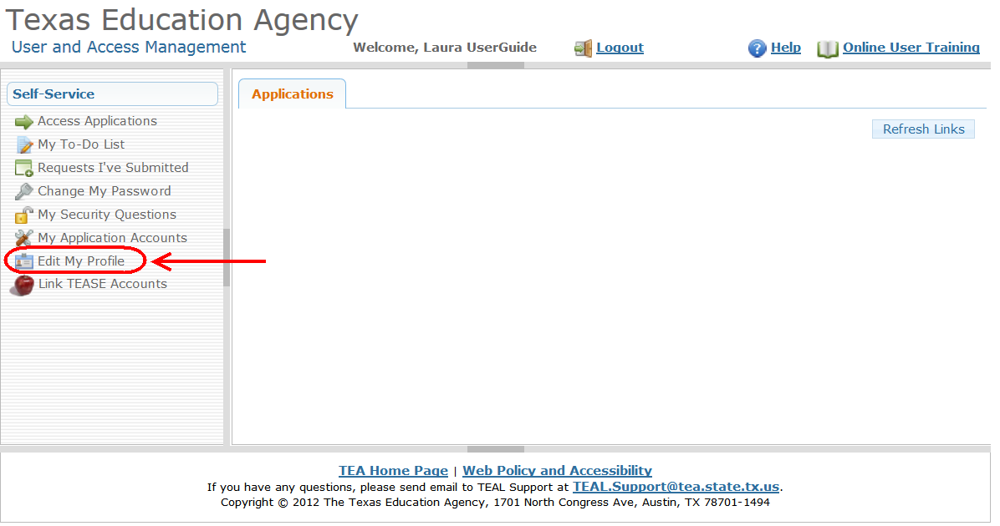 Texas Education Agency
User and Access Management
Welcome, Laura UserGuide
Logout
Help
Online User Training
Self-Service
Access Applications
My To-Do List
Requests I've Submitted
Change My Password
My Security Questions
My Application Accounts
Edit My Profile
Link TEASE Accounts
Applications
Refresh Links
TEA Home Page | Web Policy and Accessibility
If you have any questions, please send email to TEAL Support at TEAL.Support@tea.state.tx.us.
Copyright © 2012 The Texas Education Agency, 1701 North Congress Ave, Austin, TX 78701-1494